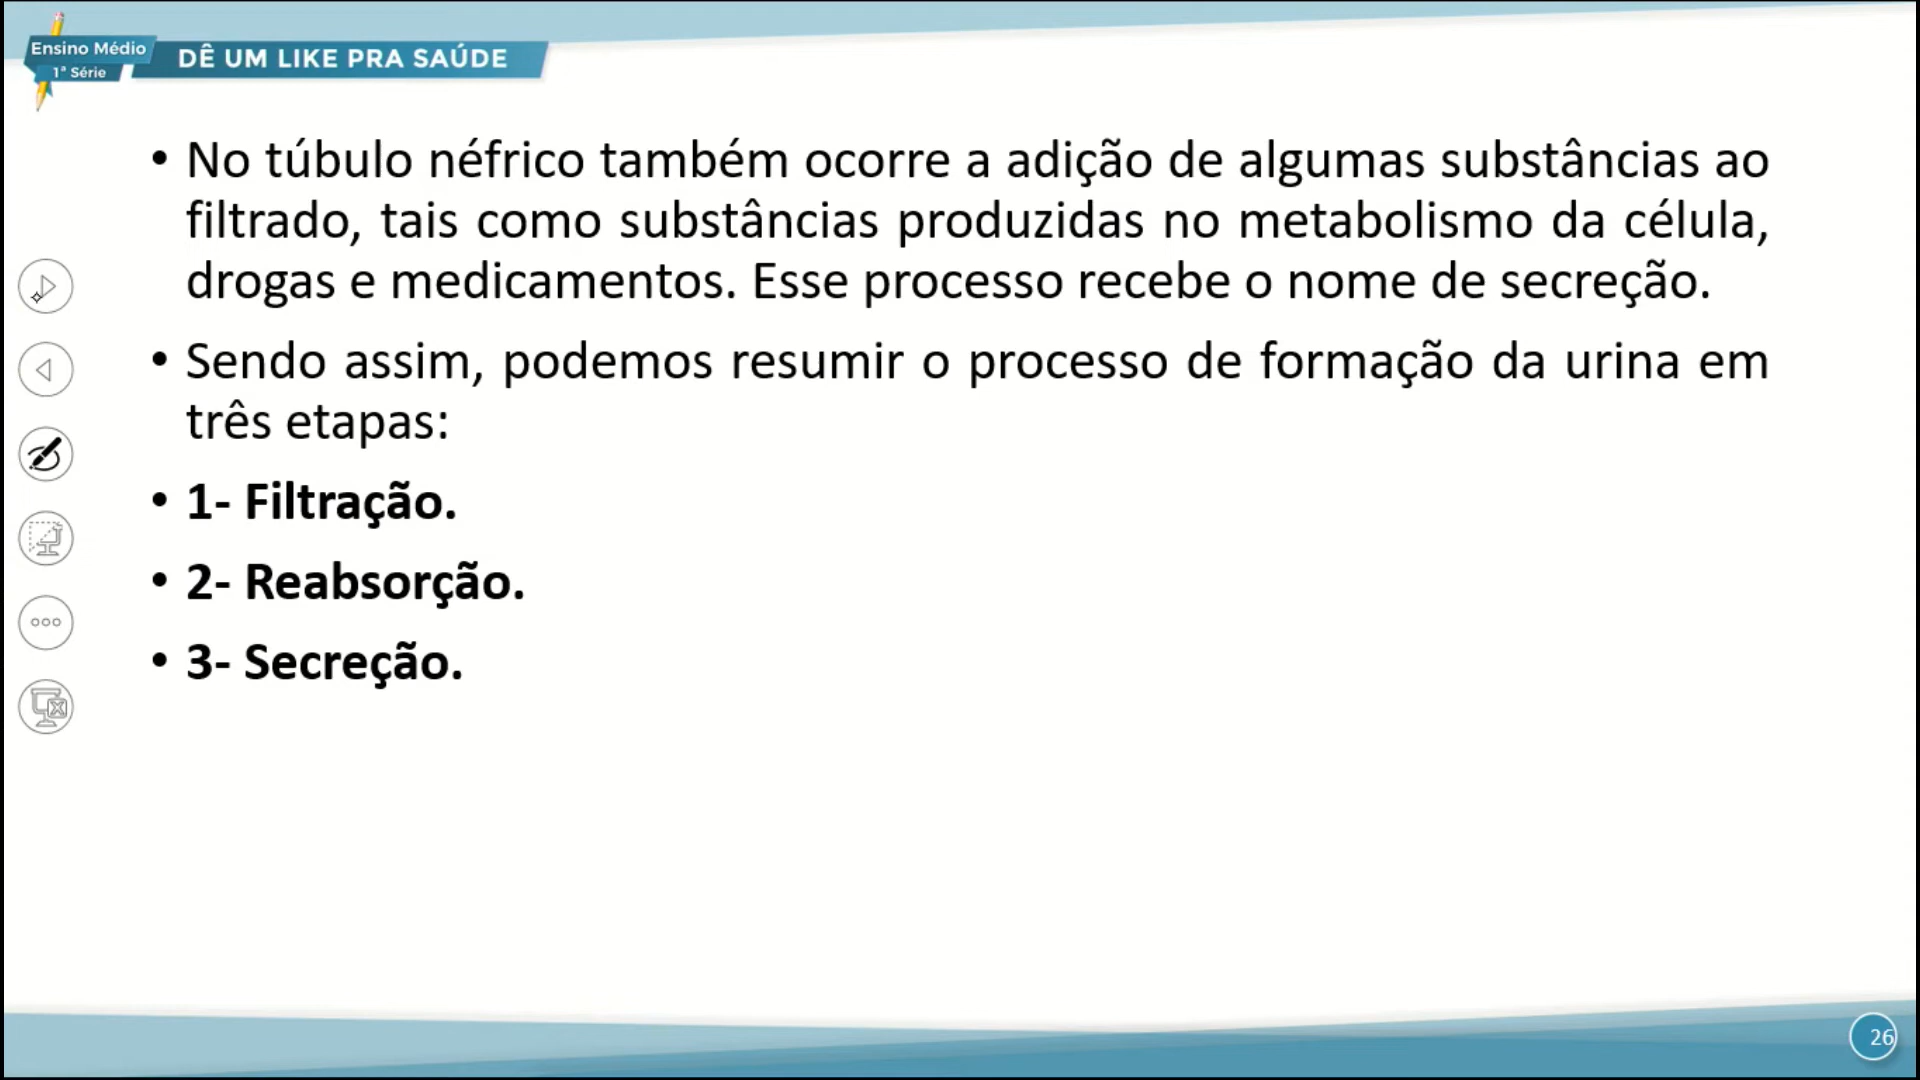 Ensino Médio
1ª Série
DÊ UM LIKE PRA SAÚDE
• No túbulo néfrico também ocorre a adição de algumas substâncias ao
filtrado, tais como substâncias produzidas no metabolismo da célula,
drogas e medicamentos. Esse processo recebe o nome de secreção.
• Sendo assim, podemos resumir o processo de formação da urina em
três etapas:
• 1- Filtração.
• 2- Reabsorção.
• 3- Secreção.
26